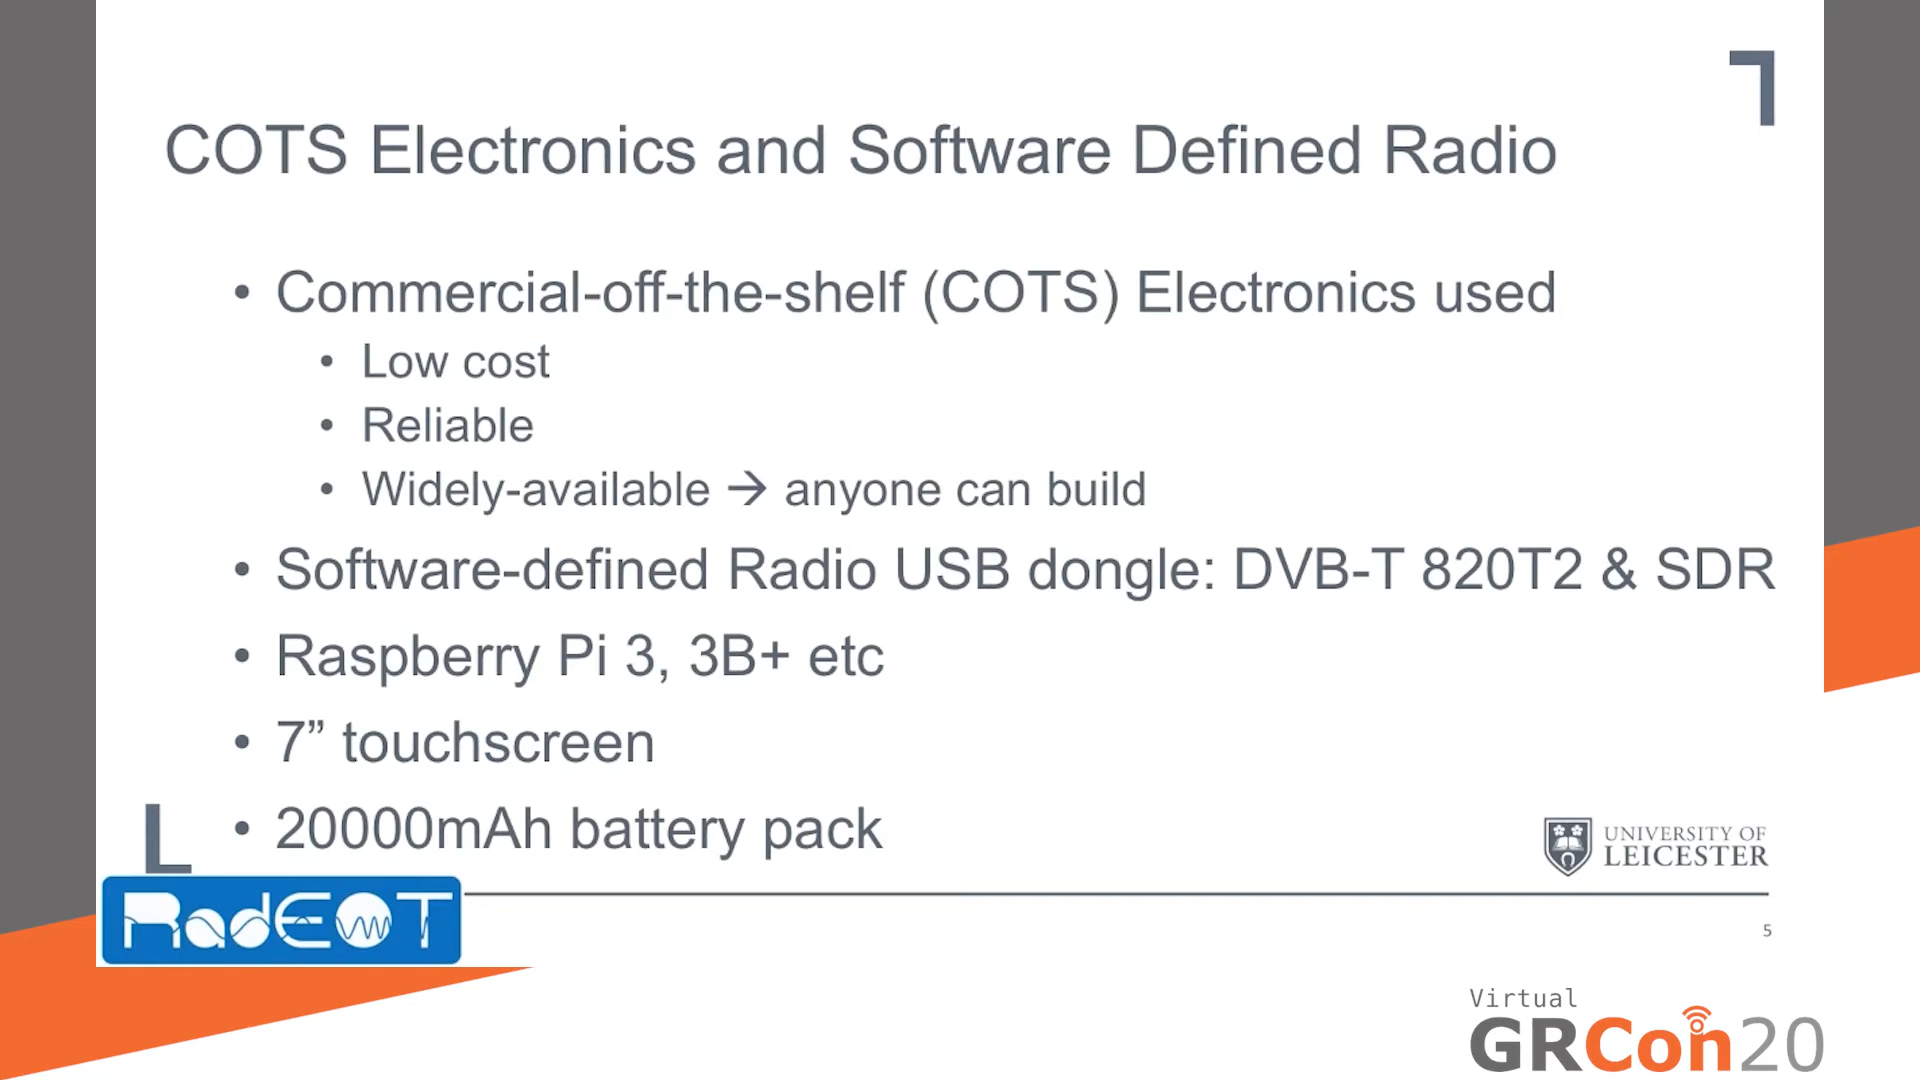 COTS Electronics and Software Defined Radio
• Commercial-off-the-shelf (COTS) Electronics used
• Low cost
• Reliable
• Widely-available → anyone can build
• Software-defined Radio USB dongle: DVB-T 820T2 & SDR
• Raspberry Pi 3, 3B+ etc
• 7” touchscreen
• 20000mAh battery pack
UNIVERSITY OF
LEICESTER
RadEOT
5
Virtual
GRCon20